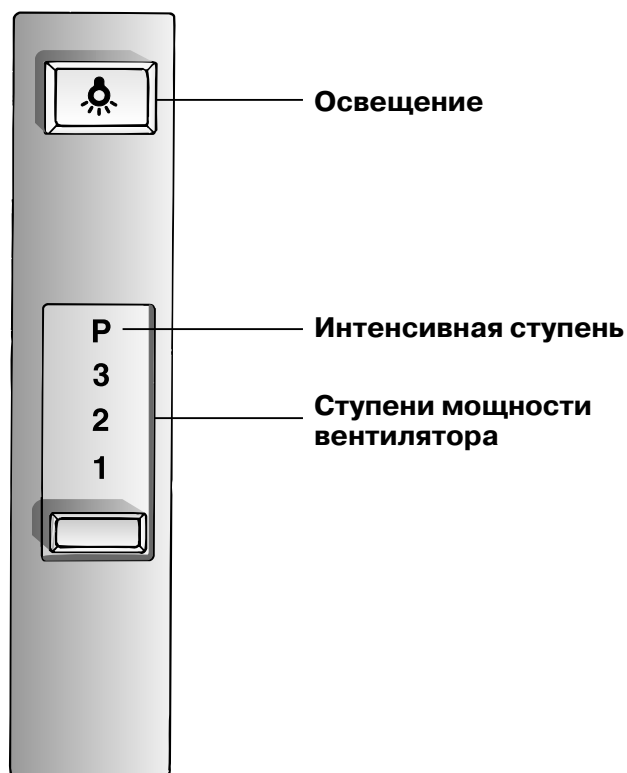 Освещение
P
Интенсивная ступень
3
2
Ступени мощности
вентилятора
1